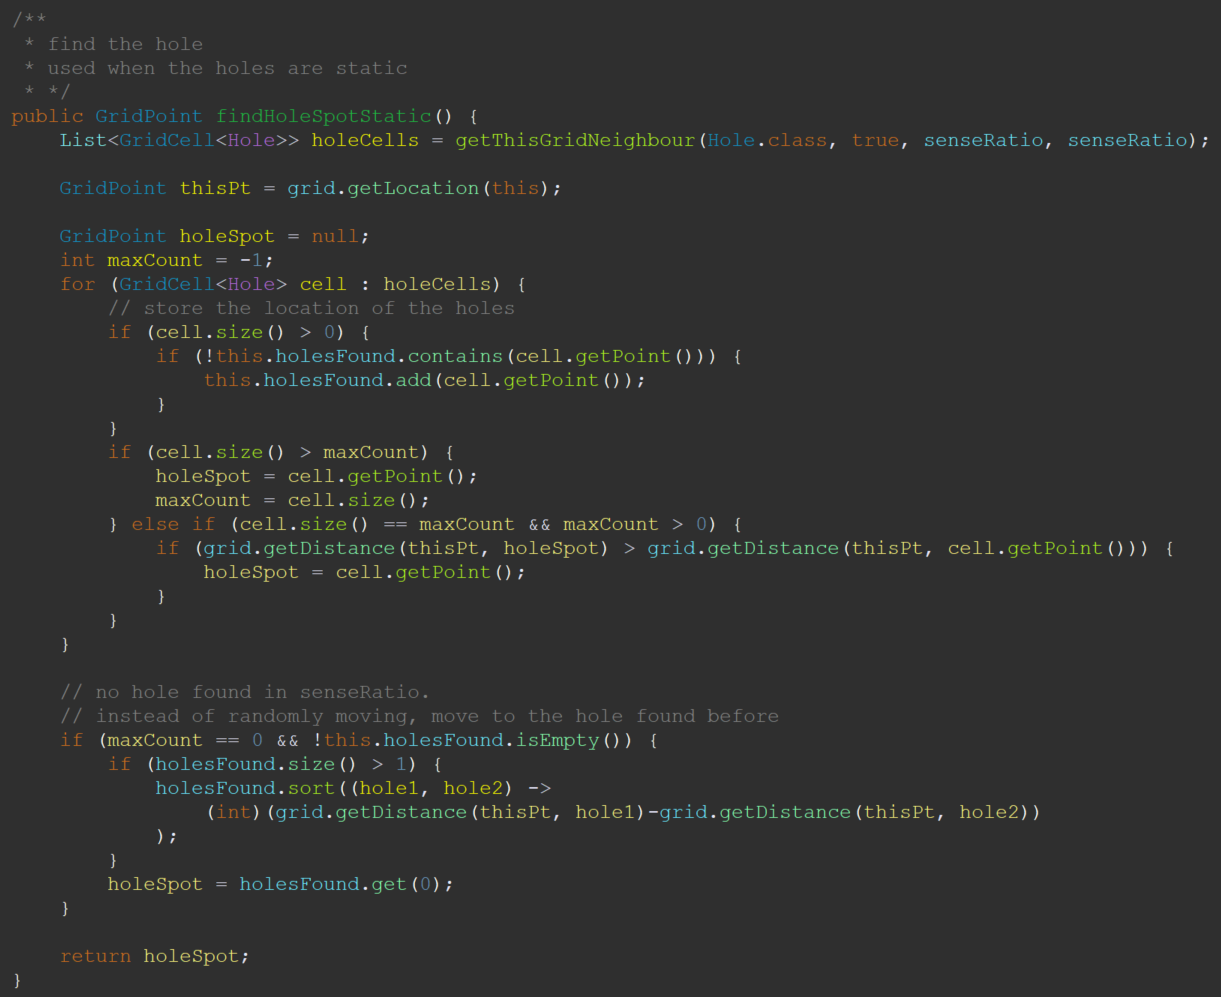 /**
 * find the hole
 * used when the holes are static
 * */
public GridPoint findHoleSpotStatic() {
    List<GridCell<Hole>> holeCells = getThisGridNeighbour(Hole.class, true, senseRatio, senseRatio);

    GridPoint thisPt = grid.getLocation(this);

    GridPoint holeSpot = null;
    int maxCount = -1;
    for (GridCell<Hole> cell : holeCells) {
        // store the location of the holes
        if (cell.size() > 0) {
            if (!this.holesFound.contains(cell.getPoint())) {
                this.holesFound.add(cell.getPoint());
            }
        }
        if (cell.size() > maxCount) {
            holeSpot = cell.getPoint();
            maxCount = cell.size();
        } else if (cell.size() == maxCount && maxCount > 0) {
            if (grid.getDistance(thisPt, holeSpot) > grid.getDistance(thisPt, cell.getPoint())) {
                holeSpot = cell.getPoint();
            }
        }
    }

    // no hole found in senseRatio.
    // instead of randomly moving, move to the hole found before
    if (maxCount == 0 && !this.holesFound.isEmpty()) {
        if (holesFound.size() > 1) {
            holesFound.sort((hole1, hole2) ->
                (int)(grid.getDistance(thisPt, hole1)-grid.getDistance(thisPt, hole2))
            );
        }
        holeSpot = holesFound.get(0);
    }

    return holeSpot;
}